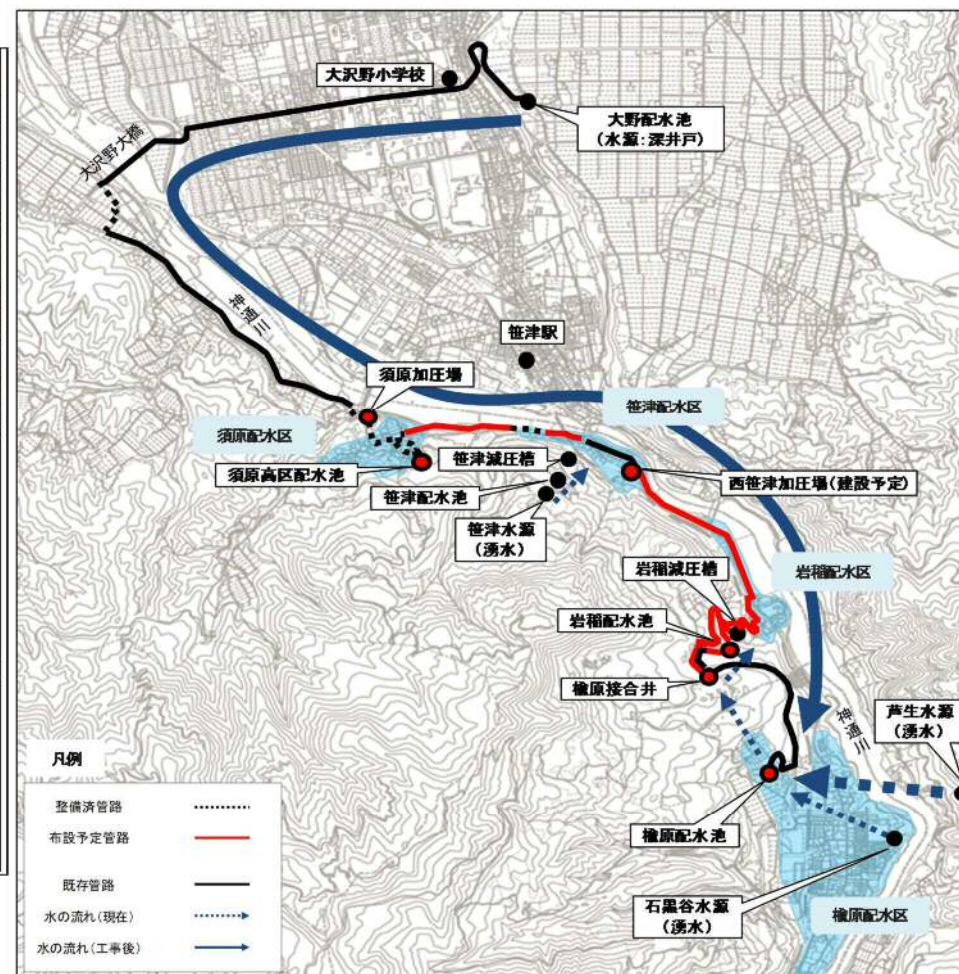 大沢野小学校
大野配水池
(水源:深井戸)
大沢野大橋
神通川
笹津駅
須原加圧場
笹津配水区
須原配水区
笹津減圧槽
須原高区配水池
笹津配水池
西笹津加圧場(建設予定)
笹津水源
(湧水)
岩稲減圧槽
岩稲配水区
岩稲配水池
楡原接合井
神通川
芦生水源
(湧水)
楡原配水池
石黒谷水源
(湧水)
楡原配水区
凡例
整備済管路
布設予定管路
既存管路
水の流れ(現在)
水の流れ(工事後)